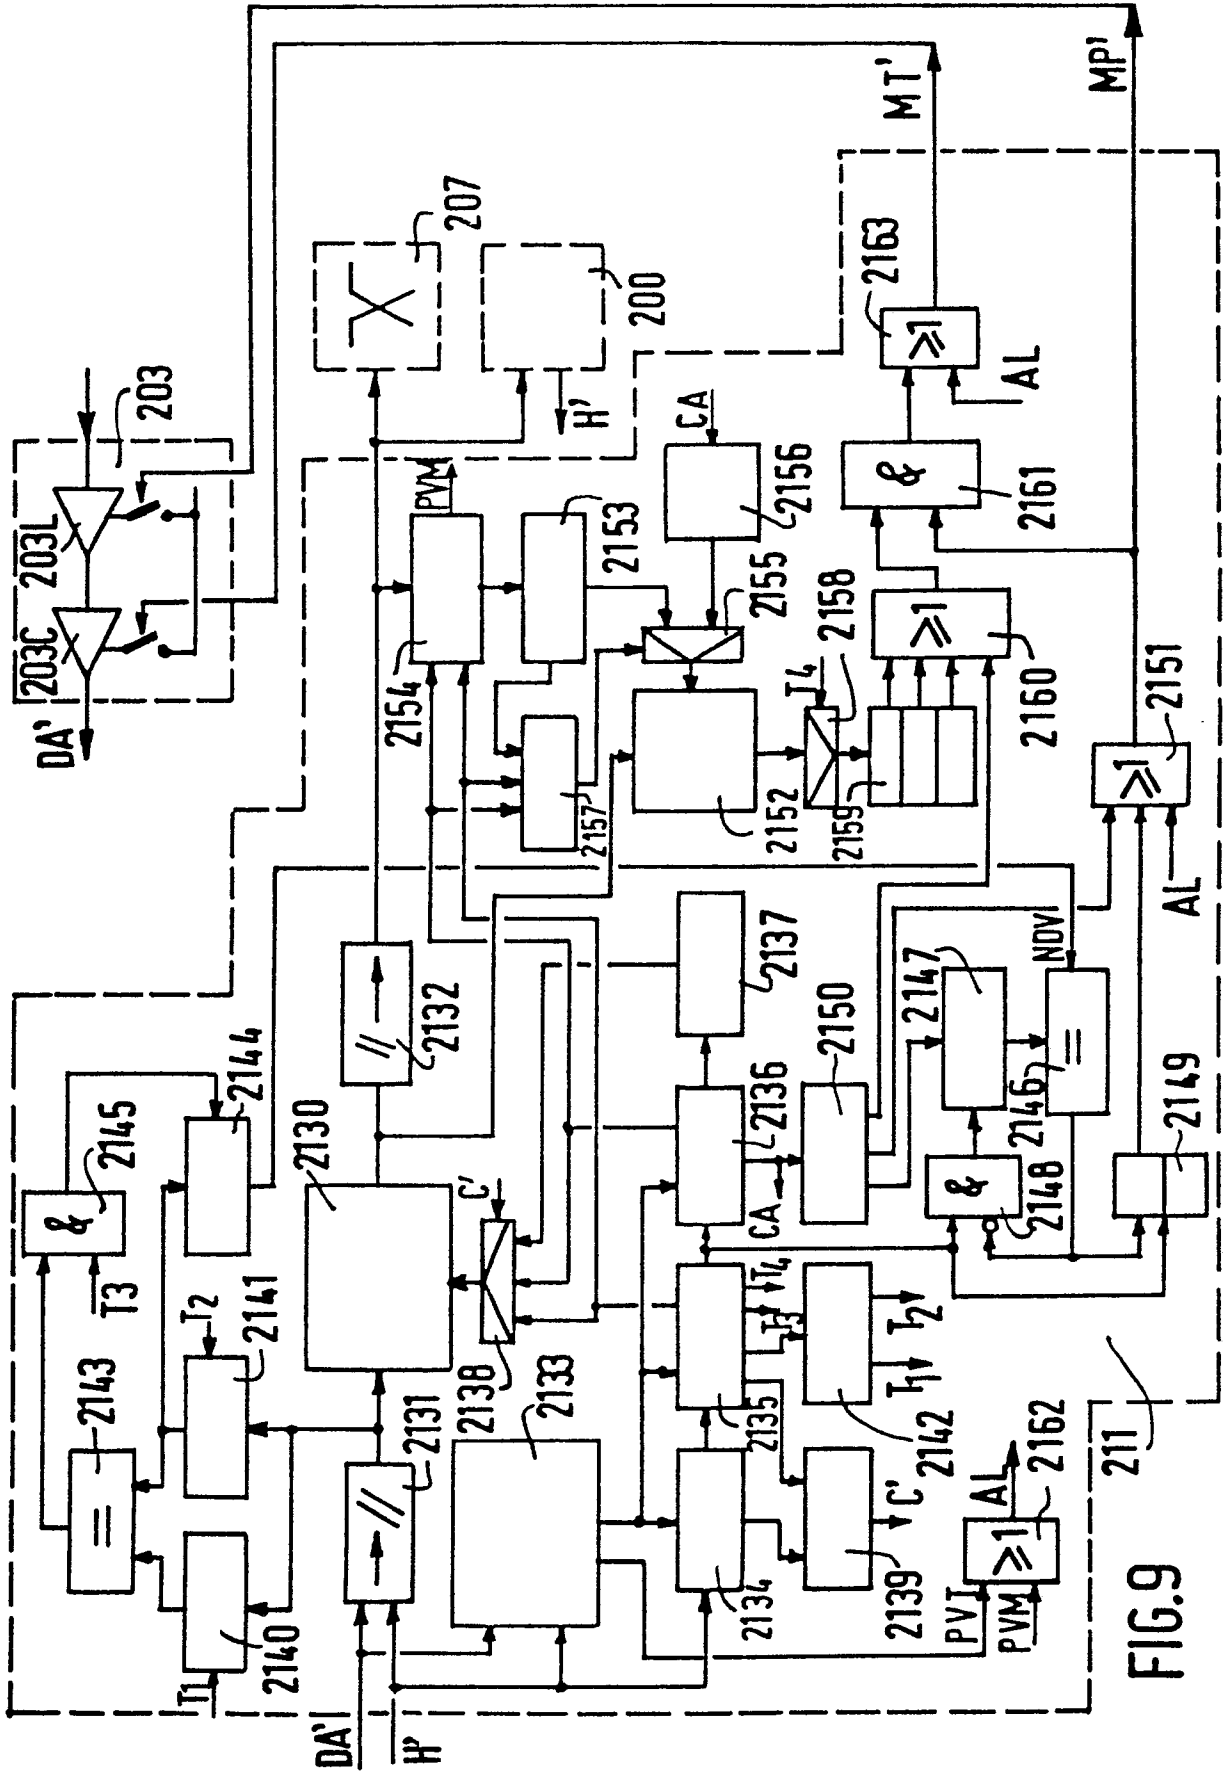 DA'
203C
203L
203
207
200
H'
PVM
2154
2153
2157
CA
2156
2155
2152
T4
2158
2159
2160
≥1
2161
&
2163
≥1
AL
MT'
MP'
2151
≥1
AL
2145
&
T3
2144
2143
=
2141
T2
2140
T1
2130
2132
//
2131
//
C'
2138
2133
2137
2136
CA
2150
2135
T4
T3
2134
2142
T1
T2
2139
C'
2147
NDV
2146
=
2148
&
2149
211
2162
≥1
AL
PVT
PVM
DA'
H'
FIG.9